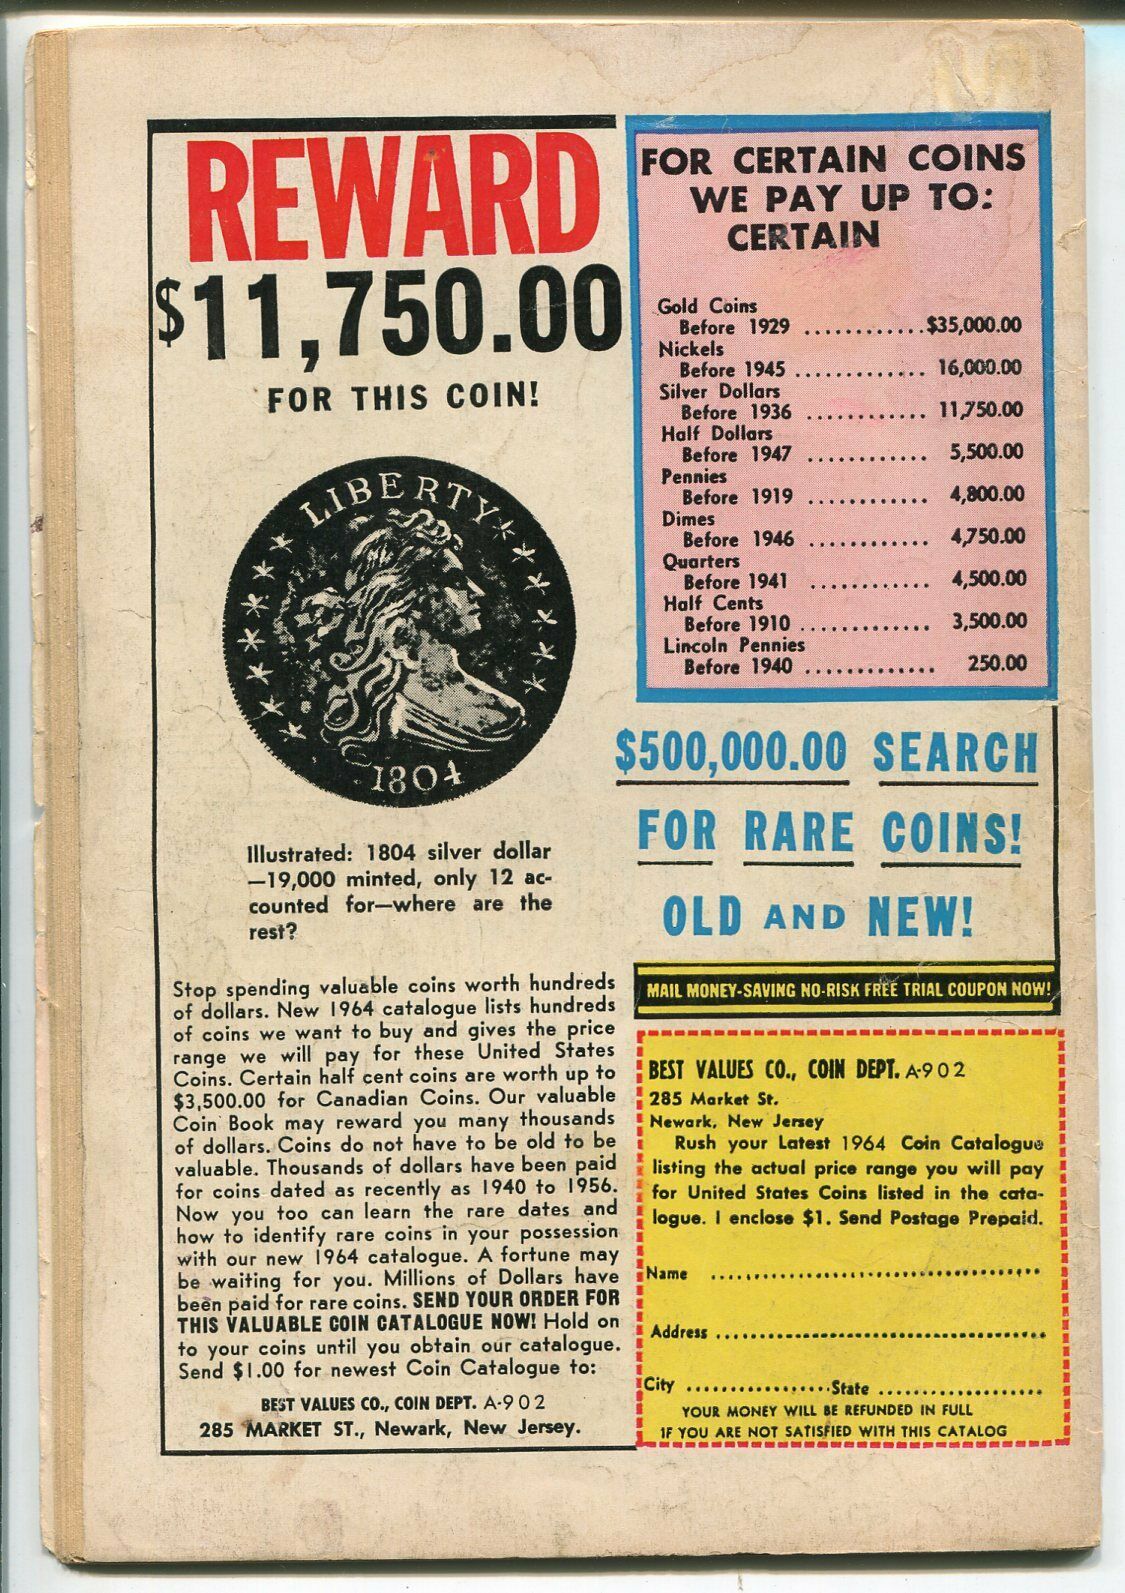 REWARD
$11,750.00
FOR THIS COIN!
LIBERTY
1804
Illustrated: 1804 silver dollar
—19,000 minted, only 12 ac-
counted for—where are the
rest?
Stop spending valuable coins worth hundreds
of dollars. New 1964 catalogue lists hundreds
of coins we want to buy and gives the price
range we will pay for these United States
Coins. Certain half cent coins are worth up to
$3,500.00 for Canadian Coins. Our valuable
Coin Book may reward you many thousands
of dollars. Coins do not have to be old to be
valuable. Thousands of dollars have been paid
for coins dated as recently as 1940 to 1956.
Now you too can learn the rare dates and
how to identify rare coins in your possession
with our new 1964 catalogue. A fortune may
be waiting for you. Millions of Dollars have
been paid for rare coins. SEND YOUR ORDER FOR
THIS VALUABLE COIN CATALOGUE NOW! Hold on
to your coins until you obtain our catalogue.
Send $1.00 for newest Coin Catalogue to:
BEST VALUES CO., COIN DEPT. A-902
285 MARKET ST., Newark, New Jersey.
FOR CERTAIN COINS
WE PAY UP TO:
CERTAIN
Gold Coins
Before 1929 ............$35,000.00
Nickels
Before 1945 ............. 16,000.00
Silver Dollars
Before 1936 ............ 11,750.00
Half Dollars
Before 1947 ............ 5,500.00
Pennies
Before 1919 ............ 4,800.00
Dimes
Before 1946 ............ 4,750.00
Quarters
Before 1941 ............ 4,500.00
Half Cents
Before 1910 ............. 3,500.00
Lincoln Pennies
Before 1940 ............. 250.00
$500,000.00 SEARCH
FOR RARE COINS!
OLD AND NEW!
MAIL MONEY-SAVING NO-RISK FREE TRIAL COUPON NOW!
BEST VALUES CO., COIN DEPT. A-902
285 Market St.
Newark, New Jersey
Rush your Latest 1964 Coin Catalogue
listing the actual price range you will pay
for United States Coins listed in the cata-
logue. I enclose $1. Send Postage Prepaid.
Name ........................................
Address ........................................
City .................State ....................
YOUR MONEY WILL BE REFUNDED IN FULL
IF YOU ARE NOT SATISFIED WITH THIS CATALOG